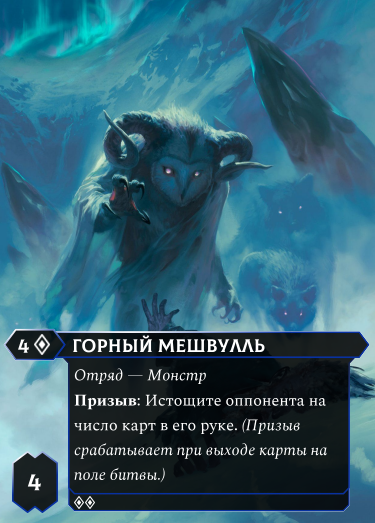 4 ГОРНЫЙ МЕШВУЛЛЬ
Отряд — Монстр
Призыв: Истощите оппонента на
число карт в его руке. (Призыв
срабатывает при выходе карты на
поле битвы.)
4